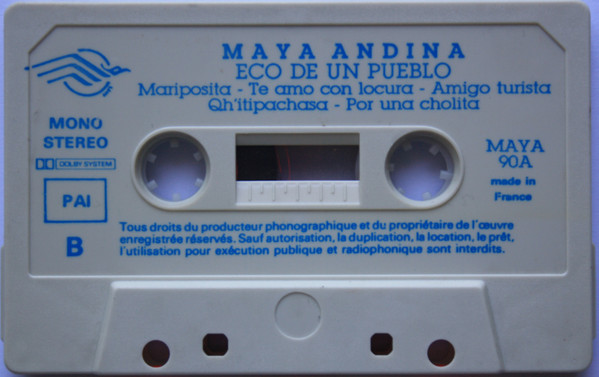 MAYA ANDINA
ECO DE UN PUEBLO
Mariposita - Te amo con locura - Amigo turista
Qh'itipachasa - Por una cholita
MONO
STEREO
DOLBY SYSTEM
PAI
B
MAYA
90A
made in
France
Tous droits du producteur phonographique et du propriétaire de l'œuvre
enregistrée réservés. Sauf autorisation, la duplication, la location, le prêt,
l'utilisation pour exécution publique et radiophonique sont interdits.